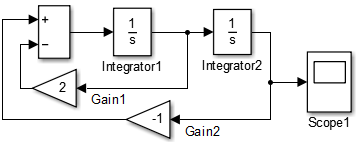 +
−
1
s
Integrator1
1
s
Integrator2
2
Gain1
-1
Gain2
Scope1